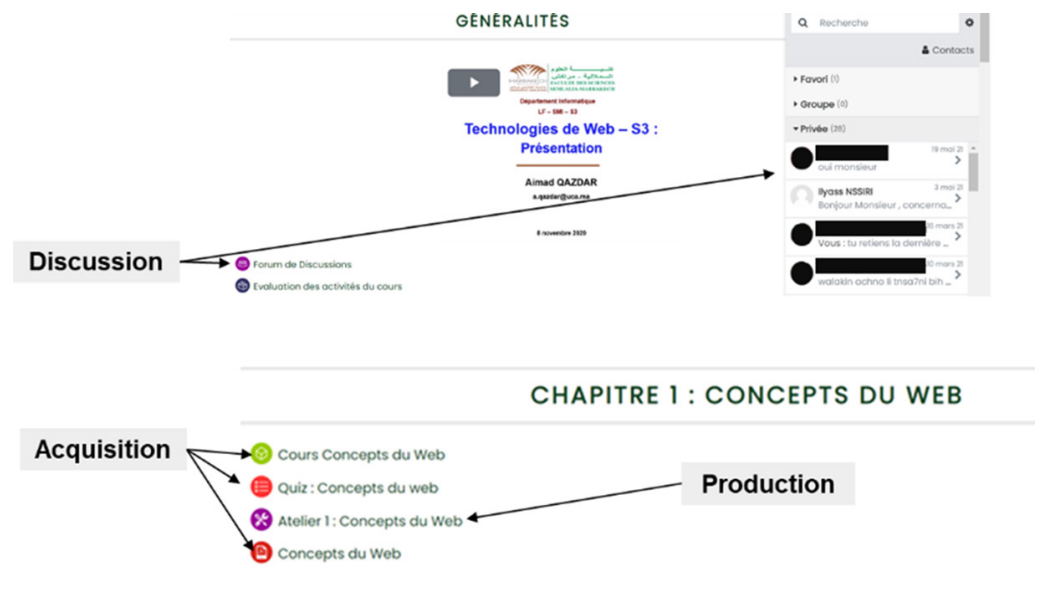 GÉNÉRALITÉS
Département Informatique
LF – SMI – S3
Technologies de Web – S3 :
Présentation
Aimad QAZDAR
a.qazdar@uca.ma
8 novembre 2020
Forum de Discussions
Evaluation des activités du cours
Discussion
Recherche
Contacts
Favori (1)
Groupe (0)
Privée (28)
19 mai 21
oui monsieur
3 mai 21
Ilyass NSSIRI
Bonjour Monsieur , concerna...
20 mars 21
Vous : tu retiens la dernière ...
20 mars 21
walakin achno li tnsa7ni bih ...
CHAPITRE 1 : CONCEPTS DU WEB
Acquisition
Cours Concepts du Web
Quiz : Concepts du web
Production
Atelier 1 : Concepts du Web
Concepts du Web